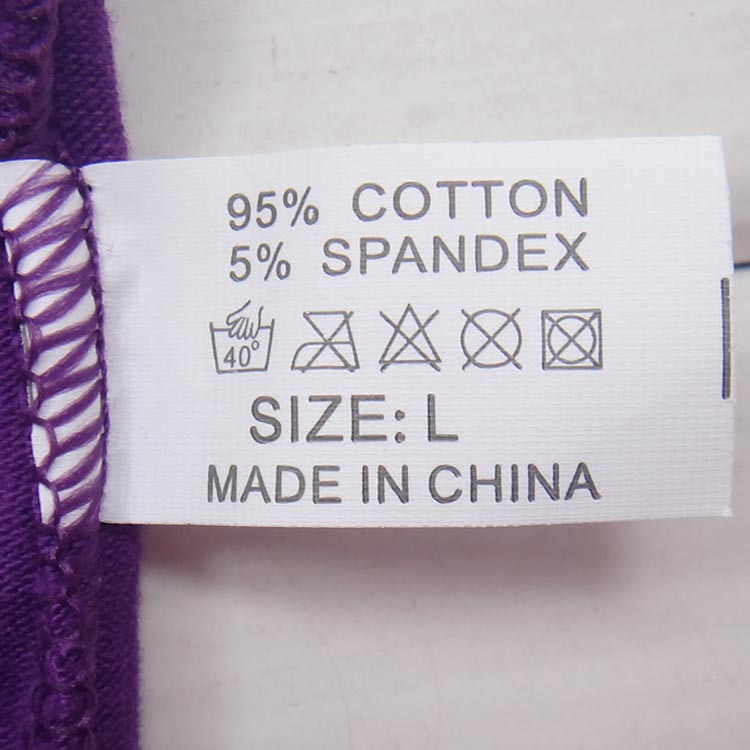 95% COTTON
5% SPANDEX
40°
SIZE: L
MADE IN CHINA